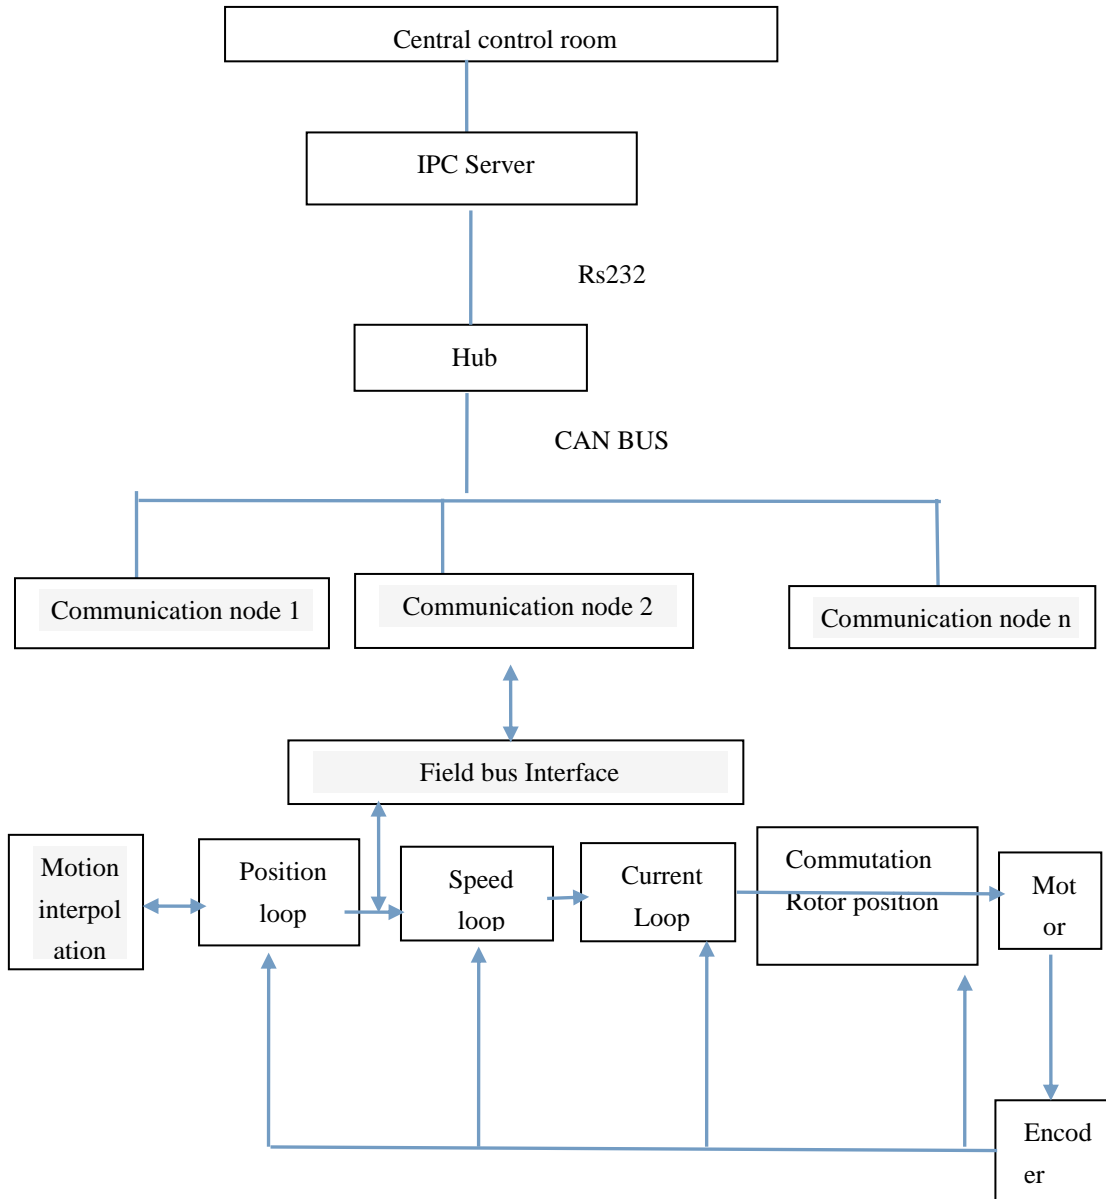 Central control room
IPC Server
Rs232
Hub
CAN BUS
Communication node 1
Communication node 2
Communication node n
Field bus Interface
Motion
interpol
ation
Position
loop
Speed
loop
Current
Loop
Commutation
Rotor position
Mot
or
Encod
er